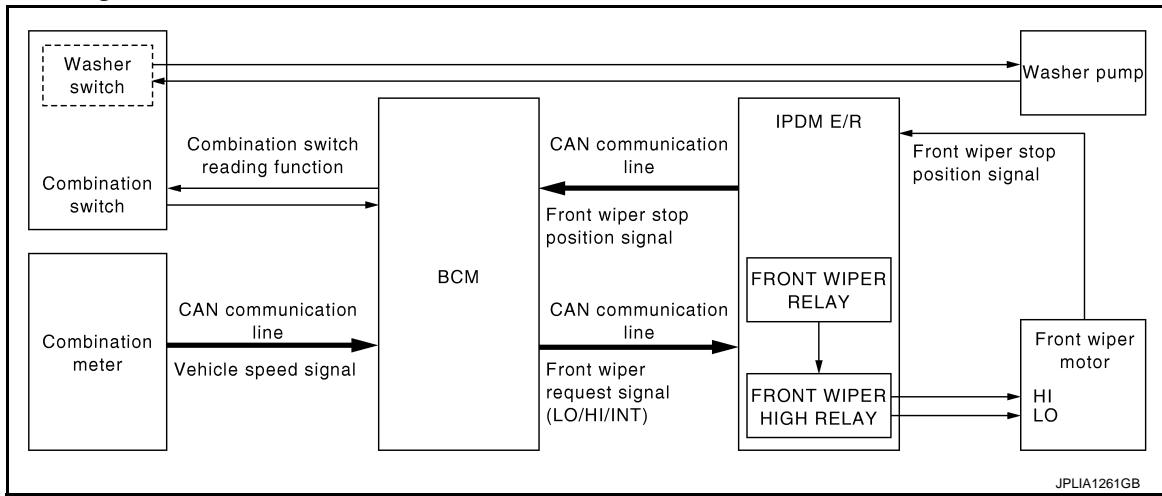 Washer
switch
Combination
switch
Combination switch
reading function
Combination
meter
CAN communication
line
Vehicle speed signal
BCM
CAN communication
line
Front wiper stop
position signal
CAN communication
line
Front wiper
request signal
(LO/HI/INT)
IPDM E/R
FRONT WIPER
RELAY
FRONT WIPER
HIGH RELAY
Washer pump
Front wiper stop
position signal
Front wiper
motor
HI
LO
JPLIA1261GB